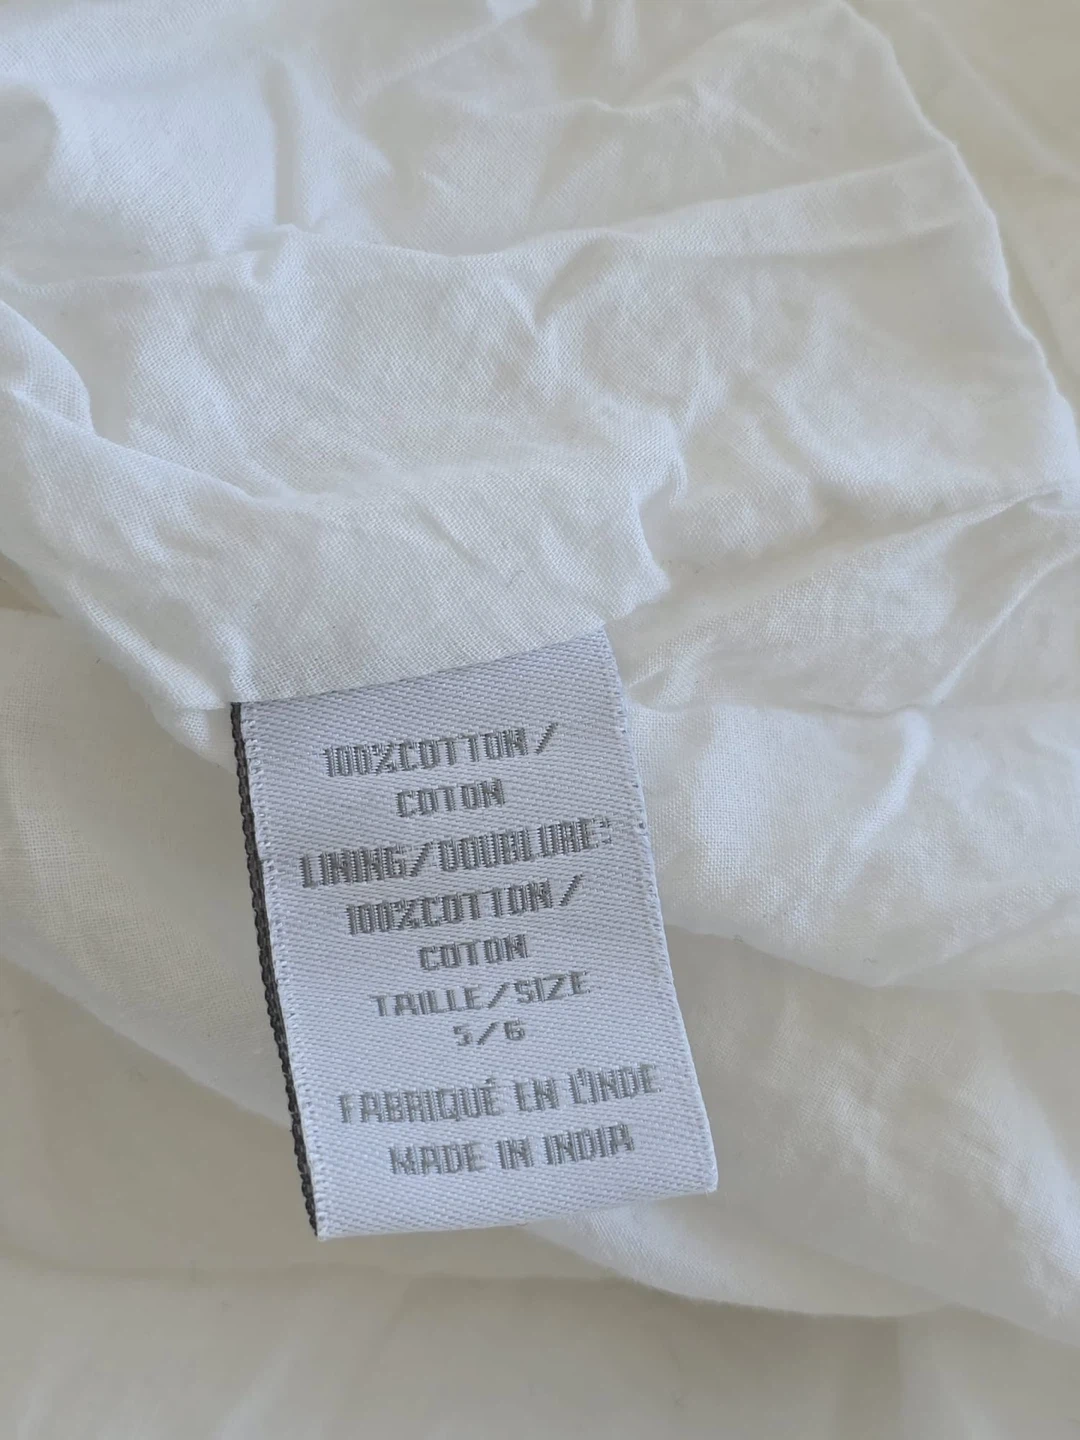 100%COTTON/
COTON
LINING/DOUBLURE:
100%COTTON/
COTON
TAILLE/SIZE
5/6
FABRIQUÉ EN L'INDE
MADE IN INDIA